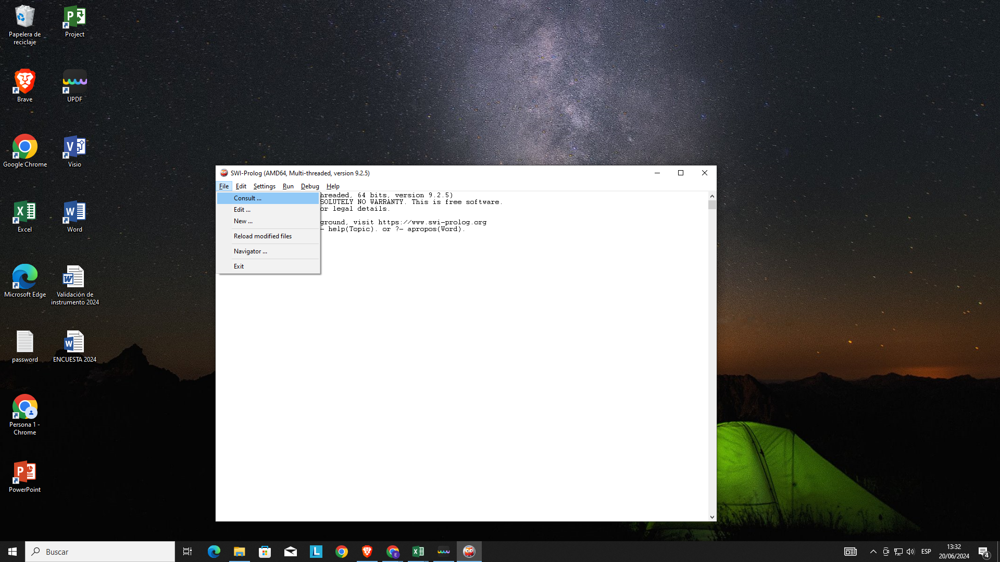 Papelera de
reciclaje
Project
Brave
UPDF
Google Chrome
Visio
Excel
Word
Microsoft Edge
Validación de
instrumento 2024
password
ENCUESTA 2024
Persona 1 -
Chrome
PowerPoint
SWI-Prolog (AMD64, Multi-threaded, version 9.2.5)
File Edit Settings Run Debug Help
Consult ...
Edit ...
New ...
Reload modified files
Navigator ...
Exit
hreaded, 64 bits, version 9.2.5)
SOLUTELY NO WARRANTY. This is free software.
or legal details.
ground, visit https://www.swi-prolog.org
- help(Topic). or ?- apropos(Word).
Buscar
ESP
13:32
20/06/2024
4